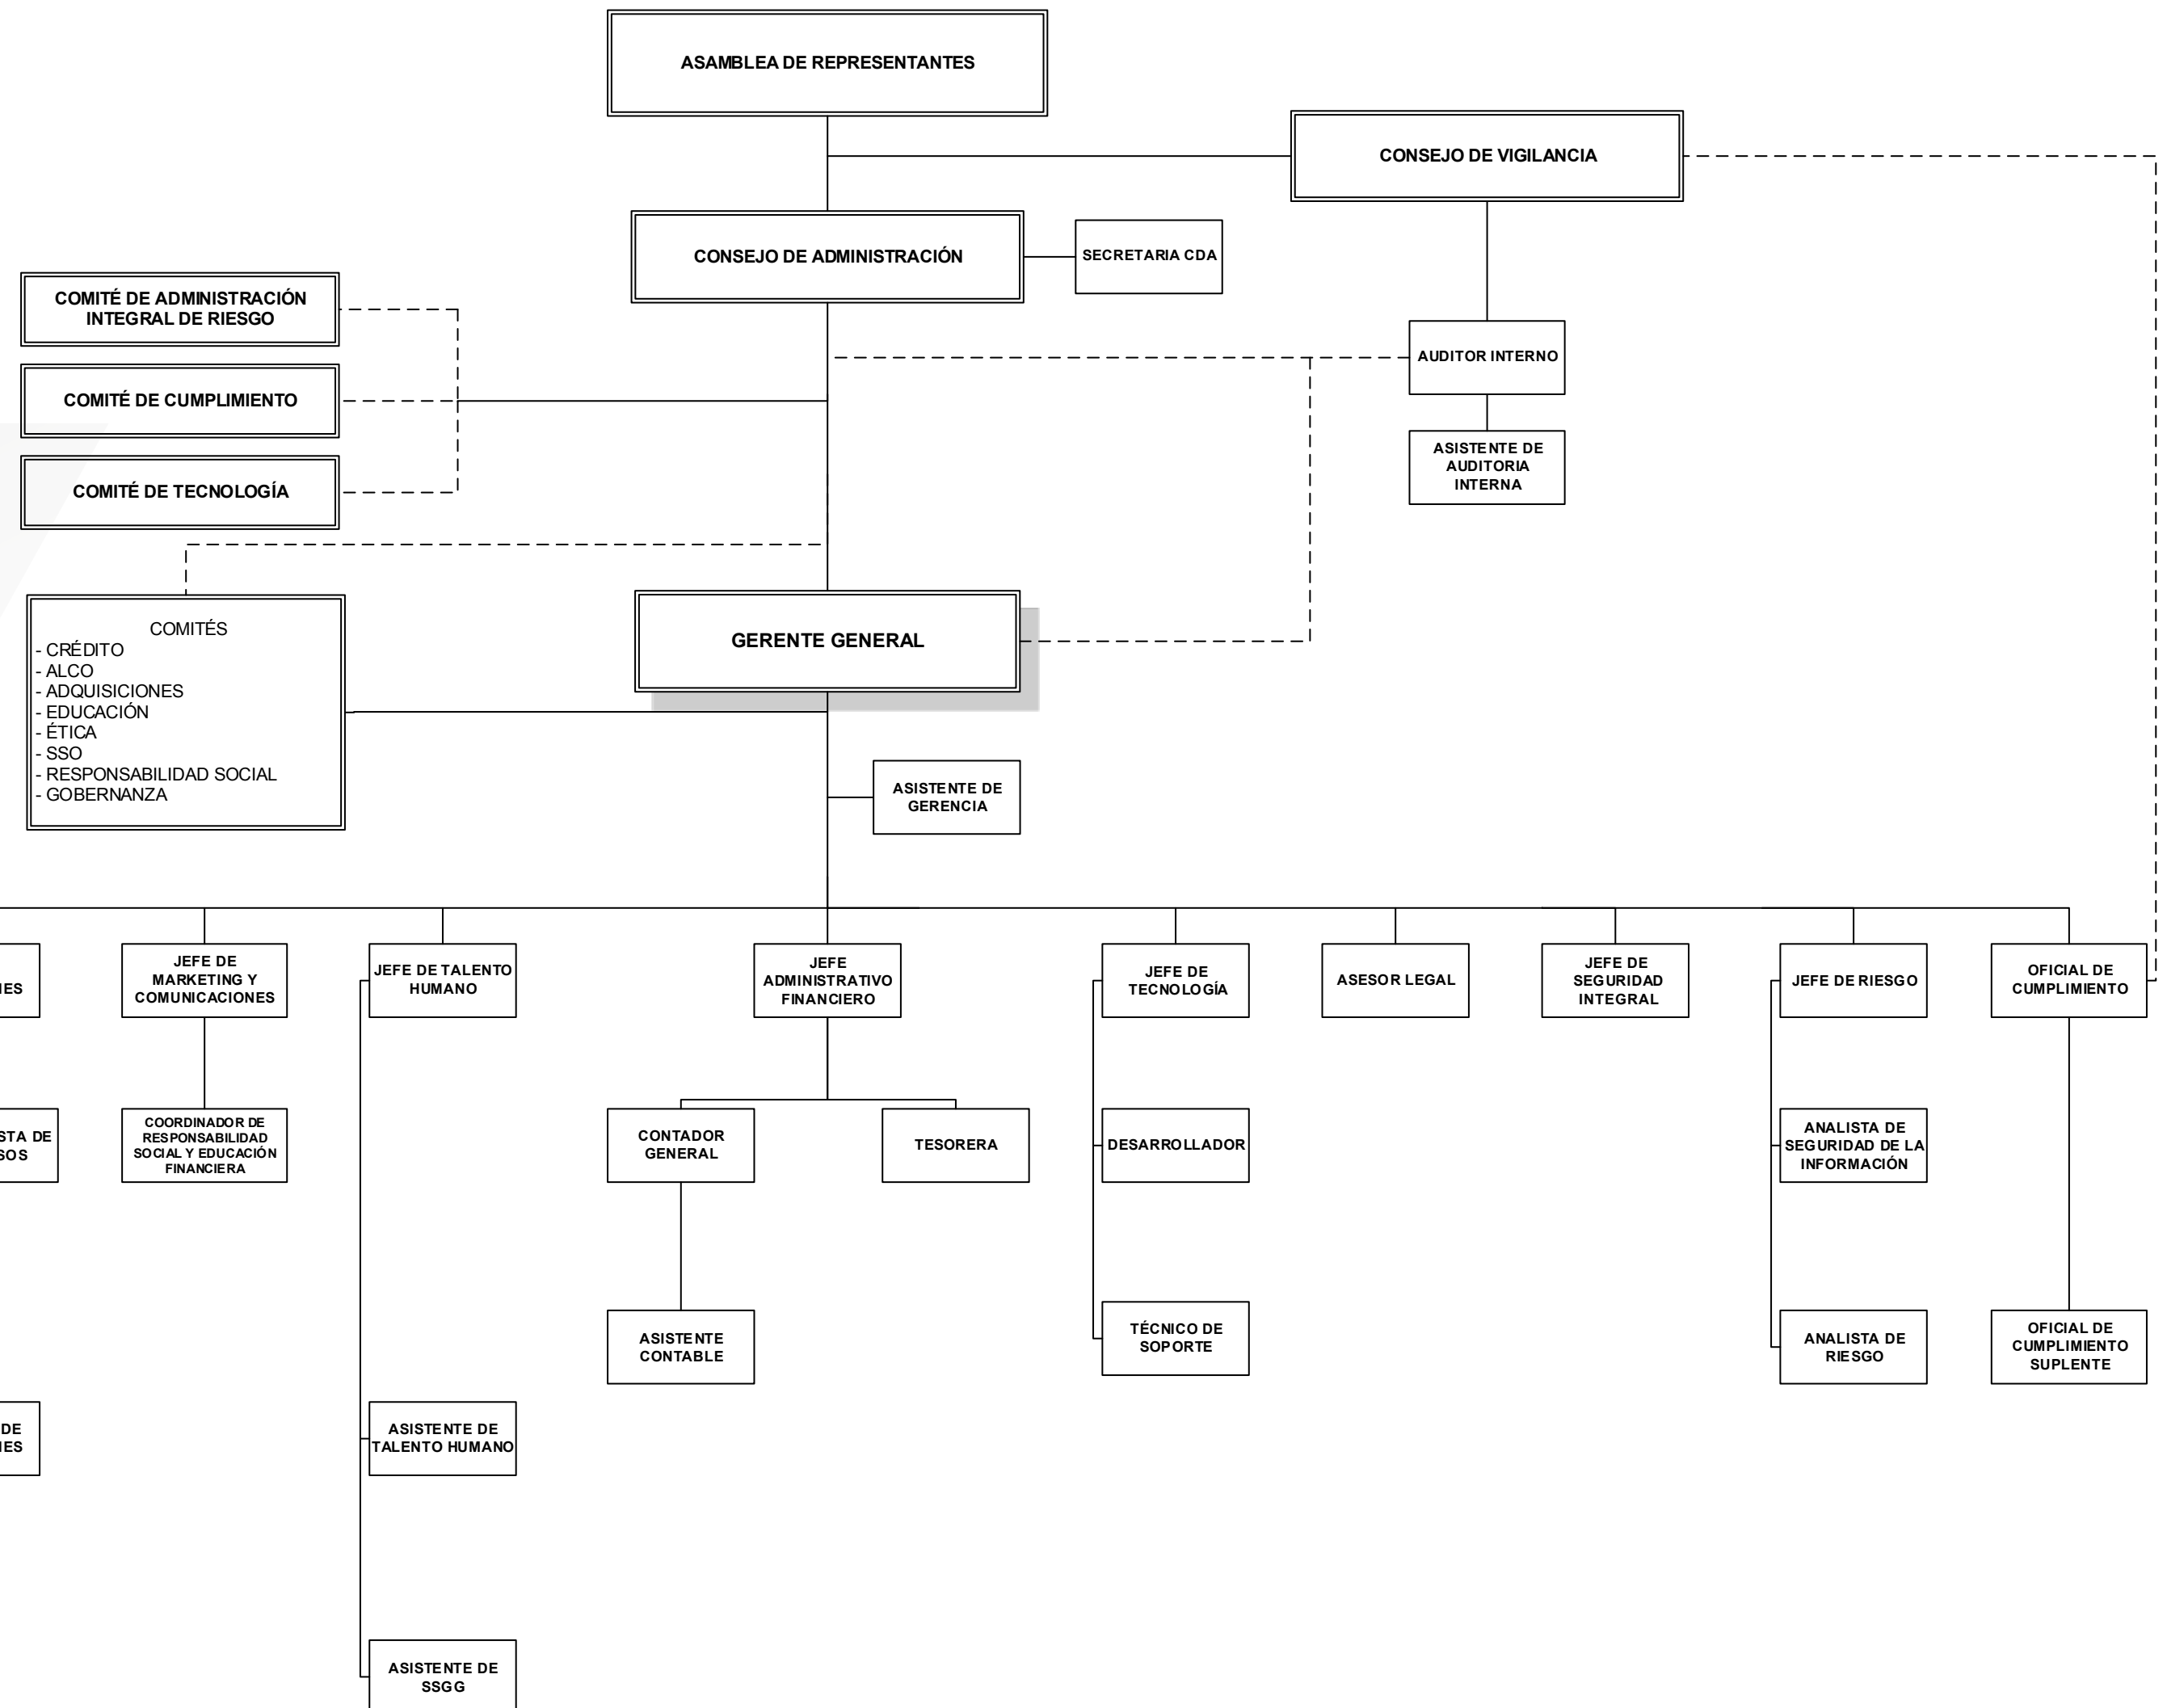 ASAMBLEA DE REPRESENTANTES
CONSEJO DE VIGILANCIA
CONSEJO DE ADMINISTRACIÓN
SECRETARIA CDA
COMITÉ DE ADMINISTRACIÓN
INTEGRAL DE RIESGO
AUDITOR INTERNO
COMITÉ DE CUMPLIMIENTO
ASISTENTE DE
AUDITORIA
INTERNA
COMITÉ DE TECNOLOGÍA
GERENTE GENERAL
COMITÉS
- CRÉDITO
- ALCO
- ADQUISICIONES
- EDUCACIÓN
- ÉTICA
- SSO
- RESPONSABILIDAD SOCIAL
- GOBERNANZA
ASISTENTE DE
GERENCIA
JEFE DE
MARKETING Y
COMUNICACIONES
JEFE DE TALENTO
HUMANO
JEFE
ADMINISTRATIVO
FINANCIERO
JEFE DE
TECNOLOGÍA
ASESOR LEGAL
JEFE DE
SEGURIDAD
INTEGRAL
JEFE DE RIESGO
OFICIAL DE
CUMPLIMIENTO
DE
COORDINADOR DE
RESPONSABILIDAD
SOCIAL Y EDUCACIÓN
FINANCIERA
CONTADOR
GENERAL
TESORERA
DESARROLLADOR
ANALISTA DE
SEGURIDAD DE LA
INFORMACIÓN
ASISTENTE
CONTABLE
TÉCNICO DE
SOPORTE
ANALISTA DE
RIESGO
OFICIAL DE
CUMPLIMIENTO
SUPLENTE
DE
ASISTENTE DE
TALENTO HUMANO
ASISTENTE DE
SSGG